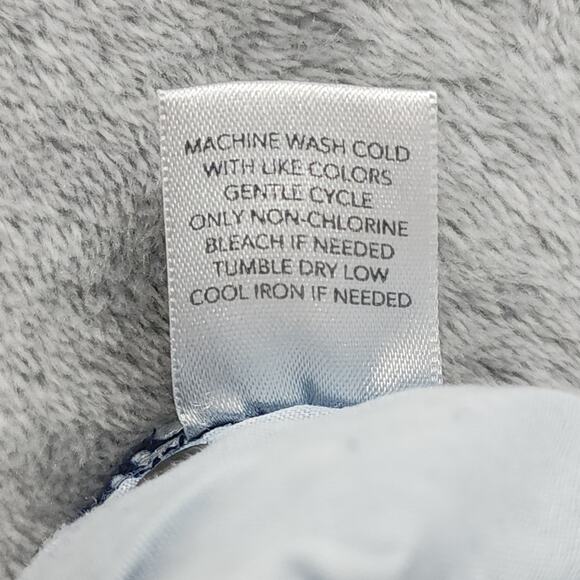 MACHINE WASH COLD
WITH LIKE COLORS
GENTLE CYCLE
ONLY NON-CHLORINE
BLEACH IF NEEDED
TUMBLE DRY LOW
COOL IRON IF NEEDED